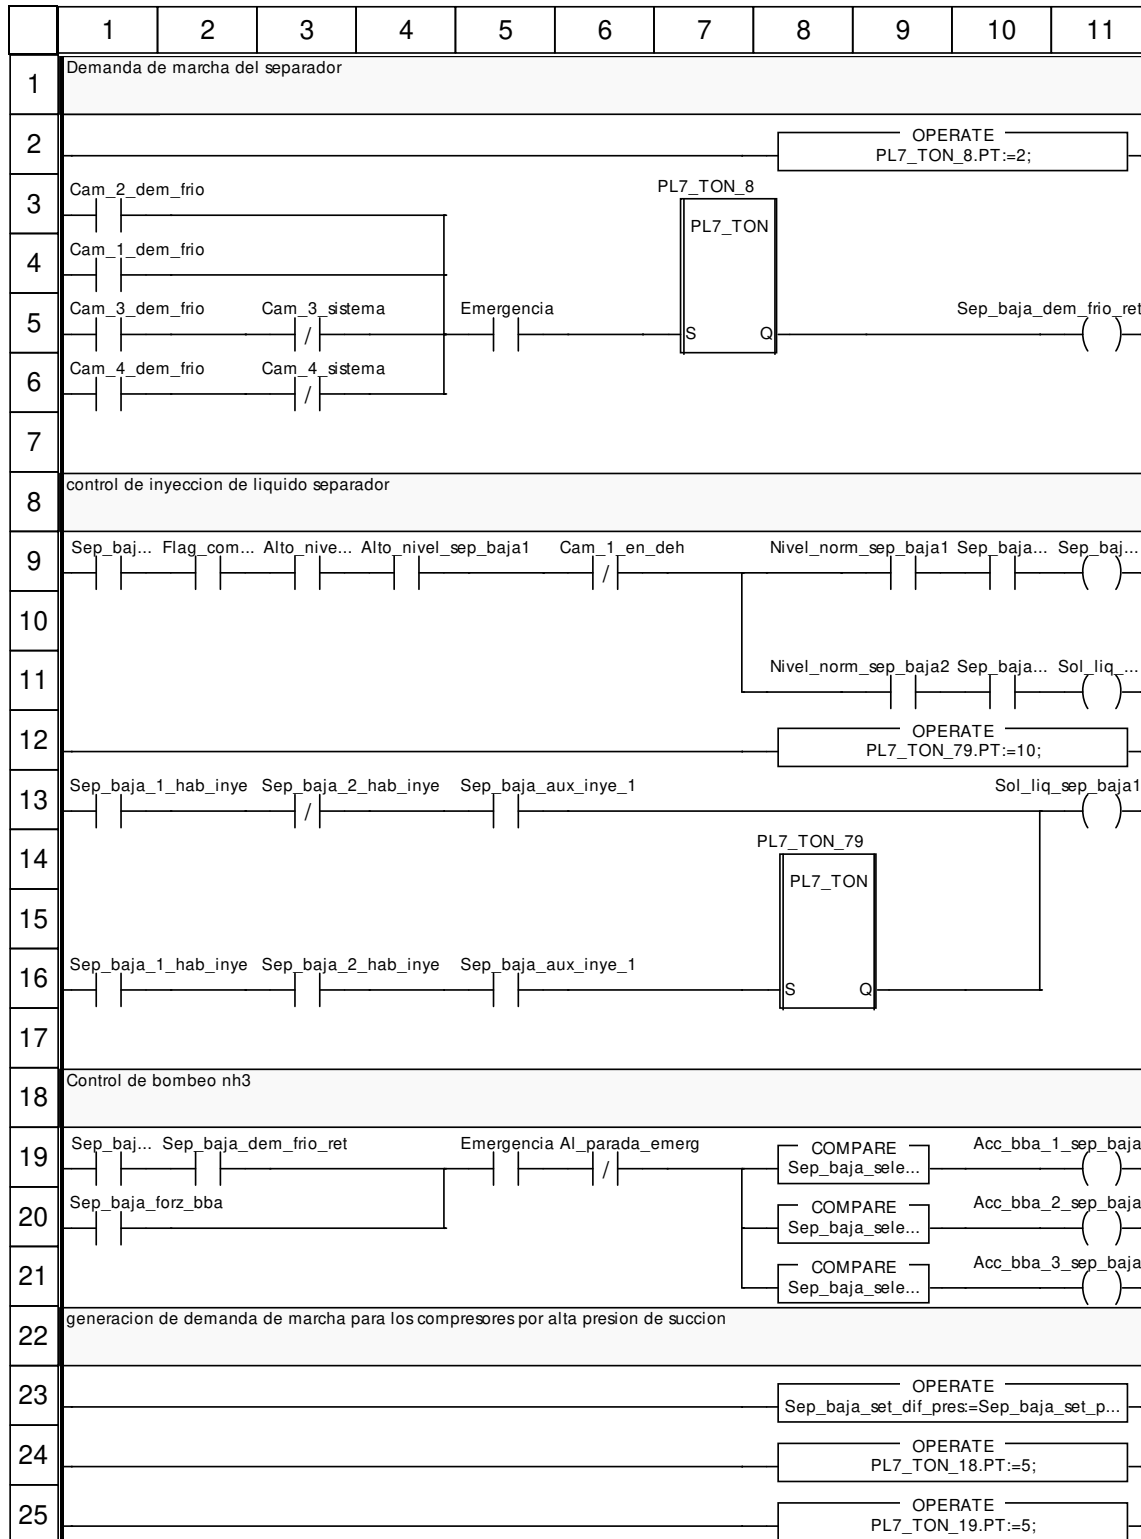 1 2 3 4 5 6 7 8 9 10 11
1 Demanda de marcha del separador
2 OPERATE
PL7_TON_8.PT:=2;
3 Cam_2_dem_frio PL7_TON_8
PL7_TON
4 Cam_1_dem_frio
5 Cam_3_dem_frio Cam_3_sistema Emergencia Sep_baja_dem_frio_ret
/ S Q
6 Cam_4_dem_frio Cam_4_sistema
/
7
8 control de inyeccion de liquido separador
9 Sep_baj... Flag_com... Alto_nive... Alto_nivel_sep_baja1 Cam_1_en_deh Nivel_norm_sep_baja1 Sep_baja... Sep_baj...
/
10
11 Nivel_norm_sep_baja2 Sep_baja... Sol_liq_...
12 OPERATE
PL7_TON_79.PT:=10;
13 Sep_baja_1_hab_inye Sep_baja_2_hab_inye Sep_baja_aux_inye_1 Sol_liq_sep_baja1
/
14 PL7_TON_79
PL7_TON
15
16 Sep_baja_1_hab_inye Sep_baja_2_hab_inye Sep_baja_aux_inye_1
S Q
17
18 Control de bombeo nh3
19 Sep_baj... Sep_baja_dem_frio_ret Emergencia Al_parada_emerg COMPARE Acc_bba_1_sep_baja
/ Sep_baja_sele...
20 Sep_baja_forz_bba COMPARE Acc_bba_2_sep_baja
Sep_baja_sele...
21 COMPARE Acc_bba_3_sep_baja
Sep_baja_sele...
22 generacion de demanda de marcha para los compresores por alta presion de succion
23 OPERATE
Sep_baja_set_dif_pres:=Sep_baja_set_p...
24 OPERATE
PL7_TON_18.PT:=5;
25 OPERATE
PL7_TON_19.PT:=5;